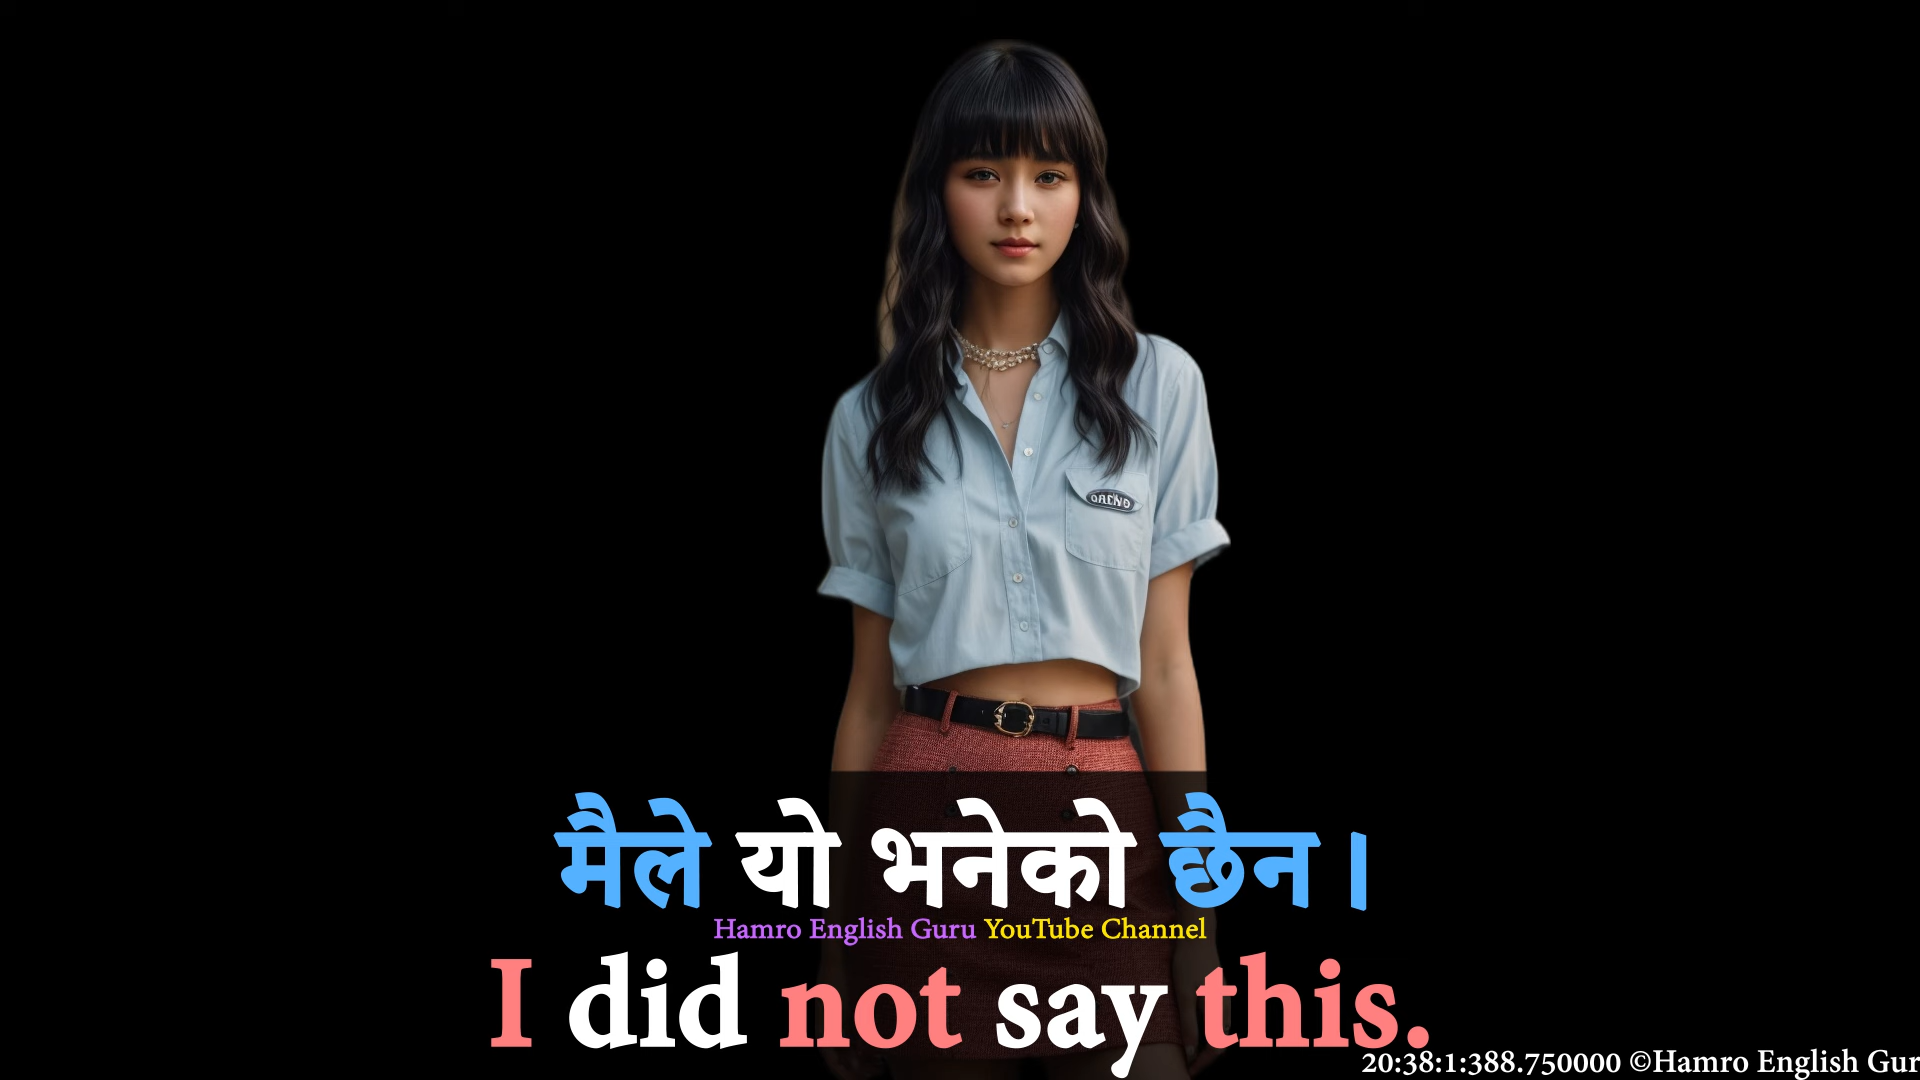 मैले यो भनेको छैन ।
Hamro English Guru YouTube Channel
I did not say this.
20:38:1:388.750000 ©Hamro English Gur